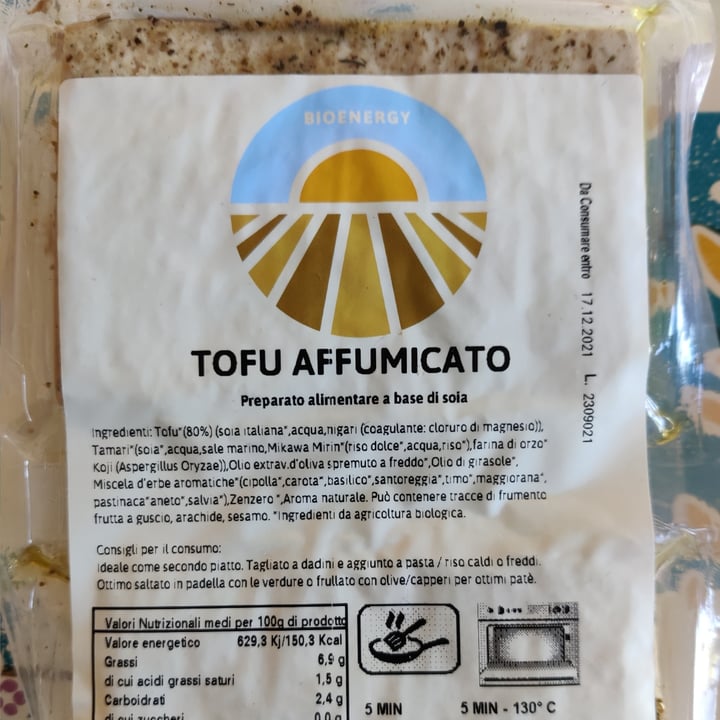 BIOENERGY
TOFU AFFUMICATO
Preparato alimentare a base di soia
Ingredienti: Tofu*(80%) (soia italiana*,acqua,nigari (coagulante: cloruro di magnesio)),
Tamari*(soia*,acqua,sale marino,Mikawa Mirin*(riso dolce*,acqua,riso*),farina di orzo*
Koji (Aspergillus Oryzae)),Olio extrav.d'oliva spremuto a freddo*,Olio di girasole*,
Miscela d'erbe aromatiche*(cipolla*,carota*,basilico*,santoreggia*,timo*,maggiorana*,
pastinaca*aneto*,salvia*),Zenzero *,Aroma naturale. Può contenere tracce di frumento
frutta a guscio, arachide, sesamo. *Ingredienti da agricoltura biologica.
Consigli per il consumo:
Ideale come secondo piatto. Tagliato a dadini e aggiunto a pasta / riso caldi o freddi.
Ottimo saltato in padella con le verdure o frullato con olive/capperi per ottimi patè.
Valori Nutrizionali medi per 100g di prodotto
Valore energetico 629,3 Kj/150,3 Kcal
Grassi 6,9 g
di cui acidi grassi saturi 1,5 g
Carboidrati 2,4 g
di cui zuccheri 0,0 g
5 MIN
5 MIN - 130° C
Da Consumare entro 17.12.2021 L. 2309021